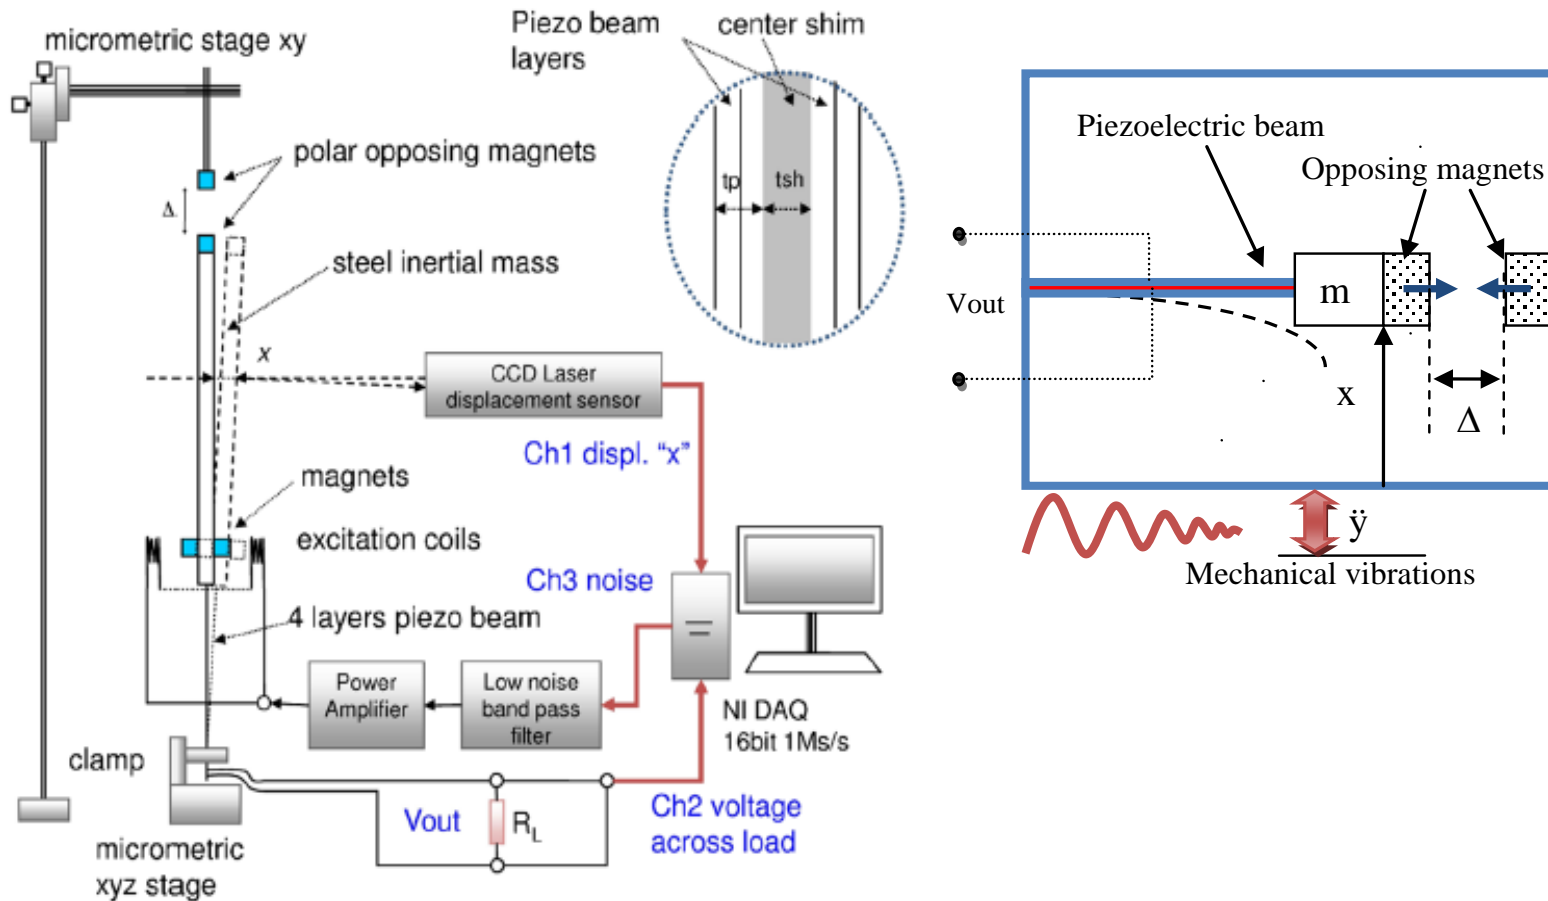 micrometric stage xy
polar opposing magnets
Δ
steel inertial mass
x
Piezo beam
layers
center shim
tp
tsh
CCD Laser
displacement sensor
Ch1 displ. “x”
magnets
excitation coils
Ch3 noise
4 layers piezo beam
Power
Amplifier
Low noise
band pass
filter
NI DAQ
16bit 1Ms/s
clamp
Vout
RL
Ch2 voltage
across load
micrometric
xyz stage
Piezoelectric beam
Opposing magnets
Vout
m
x
Δ
ÿ
Mechanical vibrations